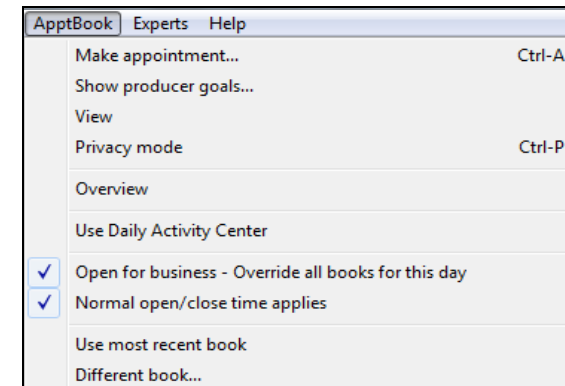 ApptBook Experts Help
Make appointment... Ctrl-A
Show producer goals...
View
Privacy mode Ctrl-P
Overview
Use Daily Activity Center
Open for business - Override all books for this day
Normal open/close time applies
Use most recent book
Different book...